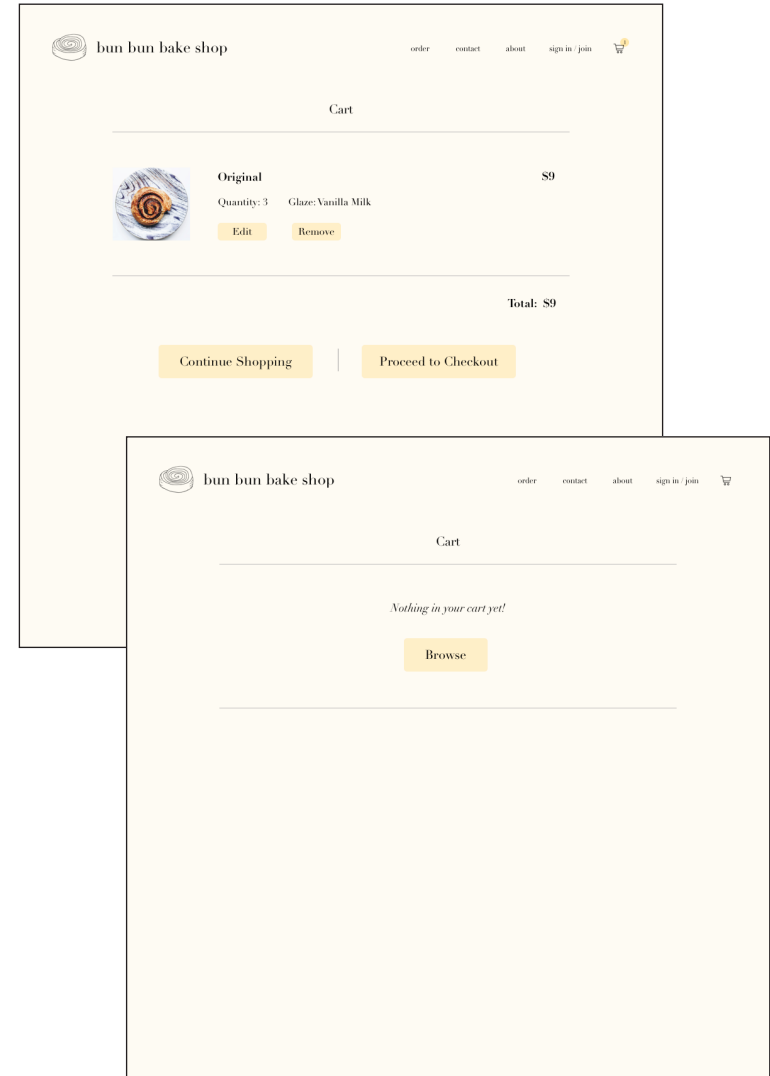 bun bun bake shop order contact about sign in / join 1
Cart
Original $9
Quantity: 3 Glaze: Vanilla Milk
Edit Remove
Total: $9
Continue Shopping Proceed to Checkout
bun bun bake shop order contact about sign in / join
Cart
Nothing in your cart yet!
Browse